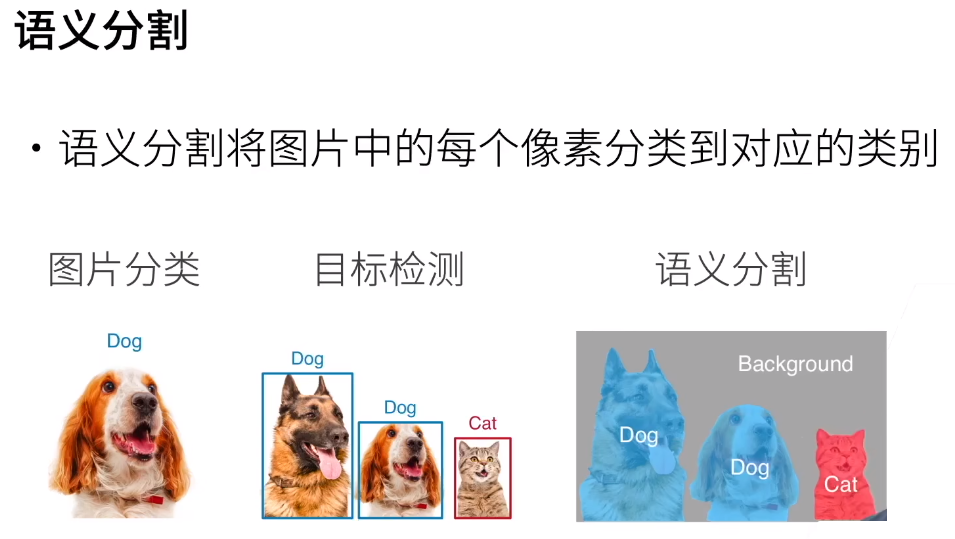 语义分割
• 语义分割将图片中的每个像素分类到对应的类别
图片分类
目标检测
语义分割
Dog
Dog
Dog
Cat
Background
Dog
Dog
Cat